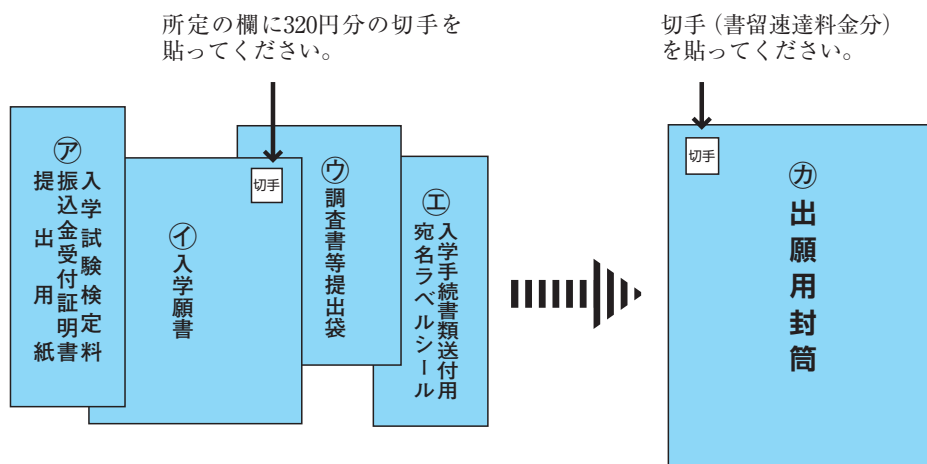 所定の欄に320円分の切手を
貼ってください。
切手（書留速達料金分）
を貼ってください。
㋐
入学試験検定料
振込金受付証明書
提出用紙
㋑入学願書
切手
㋒調査書等提出袋
㋓
入学手続書類送付用
宛名ラベルシール
切手
㋕出願用封筒